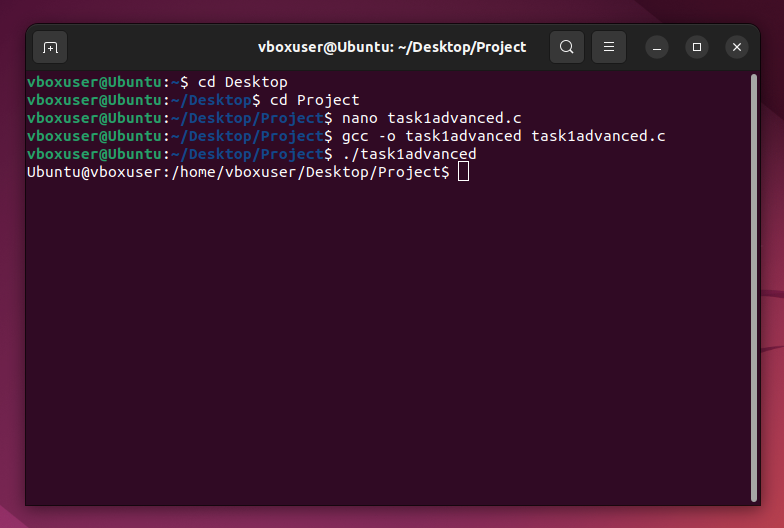 vboxuser@Ubuntu: ~/Desktop/Project
vboxuser@Ubuntu:~$ cd Desktop
vboxuser@Ubuntu:~/Desktop$ cd Project
vboxuser@Ubuntu:~/Desktop/Project$ nano task1advanced.c
vboxuser@Ubuntu:~/Desktop/Project$ gcc -o task1advanced task1advanced.c
vboxuser@Ubuntu:~/Desktop/Project$ ./task1advanced
Ubuntu@vboxuser:/home/vboxuser/Desktop/Project$